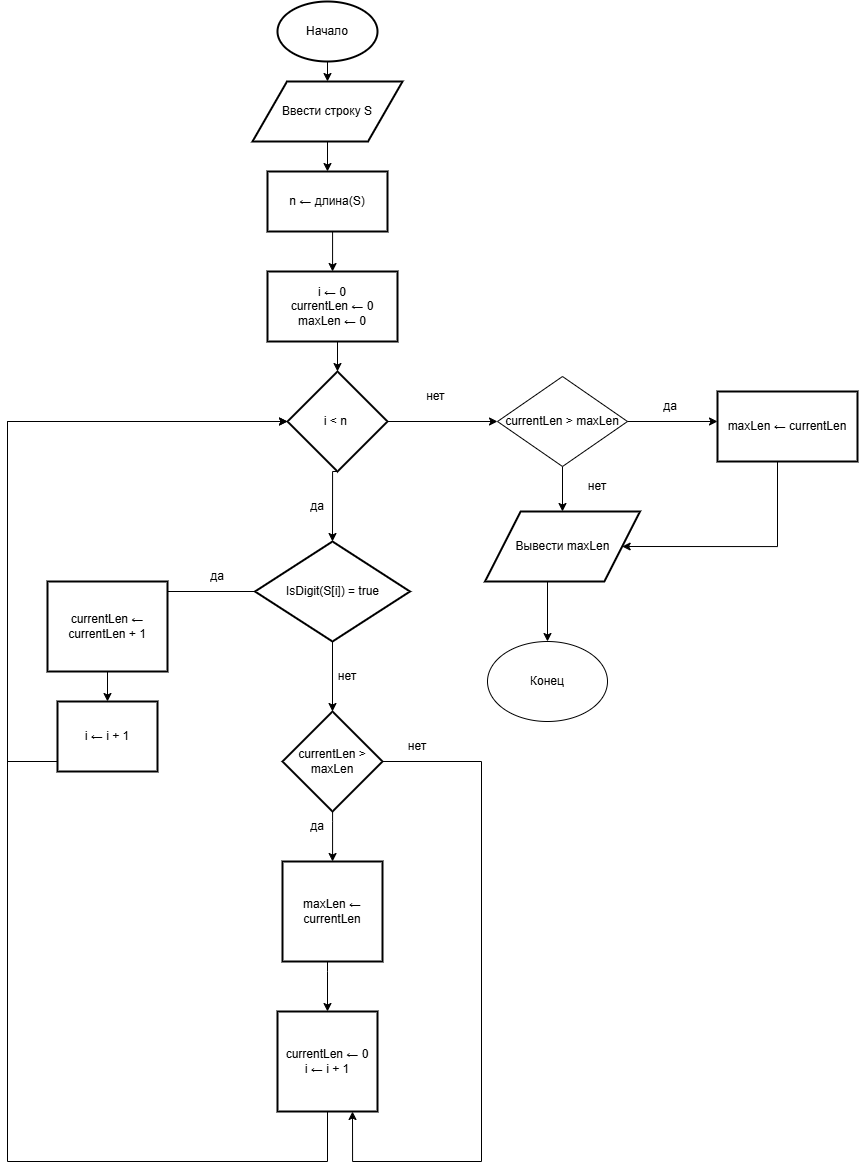 Начало
Ввести строку S
n ← длина(S)
i ← 0
currentLen ← 0
maxLen ← 0
i < n
нет
currentLen > maxLen
да
maxLen ← currentLen
нет
Вывести maxLen
Конец
да
IsDigit(S[i]) = true
да
currentLen ←
currentLen + 1
i ← i + 1
нет
currentLen >
maxLen
нет
да
maxLen ←
currentLen
currentLen ← 0
i ← i + 1